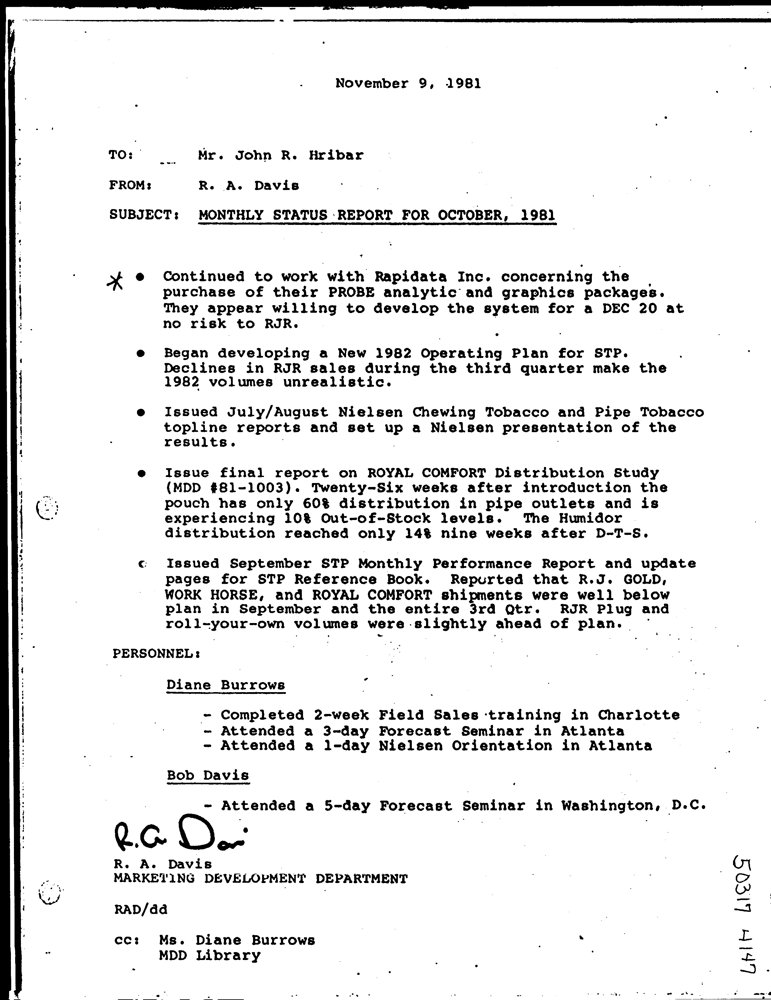 November 9, 1981
TO: Mr. John R. Hribar
FROM: R. A. Davis
SUBJECT: MONTHLY STATUS REPORT FOR OCTOBER, 1981
* • Continued to work with Rapidata Inc. concerning the
purchase of their PROBE analytic and graphics packages.
They appear willing to develop the system for a DEC 20 at
no risk to RJR.
• Began developing a New 1982 Operating Plan for STP.
Declines in RJR sales during the third quarter make the
1982 volumes unrealistic.
• Issued July/August Nielsen Chewing Tobacco and Pipe Tobacco
topline reports and set up a Nielsen presentation of the
results.
• Issue final report on ROYAL COMFORT Distribution Study
(MDD #81-1003). Twenty-Six weeks after introduction the
pouch has only 60% distribution in pipe outlets and is
experiencing 10% Out-of-Stock levels. The Humidor
distribution reached only 14% nine weeks after D-T-S.
• Issued September STP Monthly Performance Report and update
pages for STP Reference Book. Reported that R.J. GOLD,
WORK HORSE, and ROYAL COMFORT shipments were well below
plan in September and the entire 3rd Qtr. RJR Plug and
roll-your-own volumes were slightly ahead of plan.
PERSONNEL:
Diane Burrows
- Completed 2-week Field Sales training in Charlotte
- Attended a 3-day Forecast Seminar in Atlanta
- Attended a 1-day Nielsen Orientation in Atlanta
Bob Davis
- Attended a 5-day Forecast Seminar in Washington, D.C.
R.A. Davis
R. A. Davis
MARKETING DEVELOPMENT DEPARTMENT
RAD/dd
cc: Ms. Diane Burrows
MDD Library
50317 4147